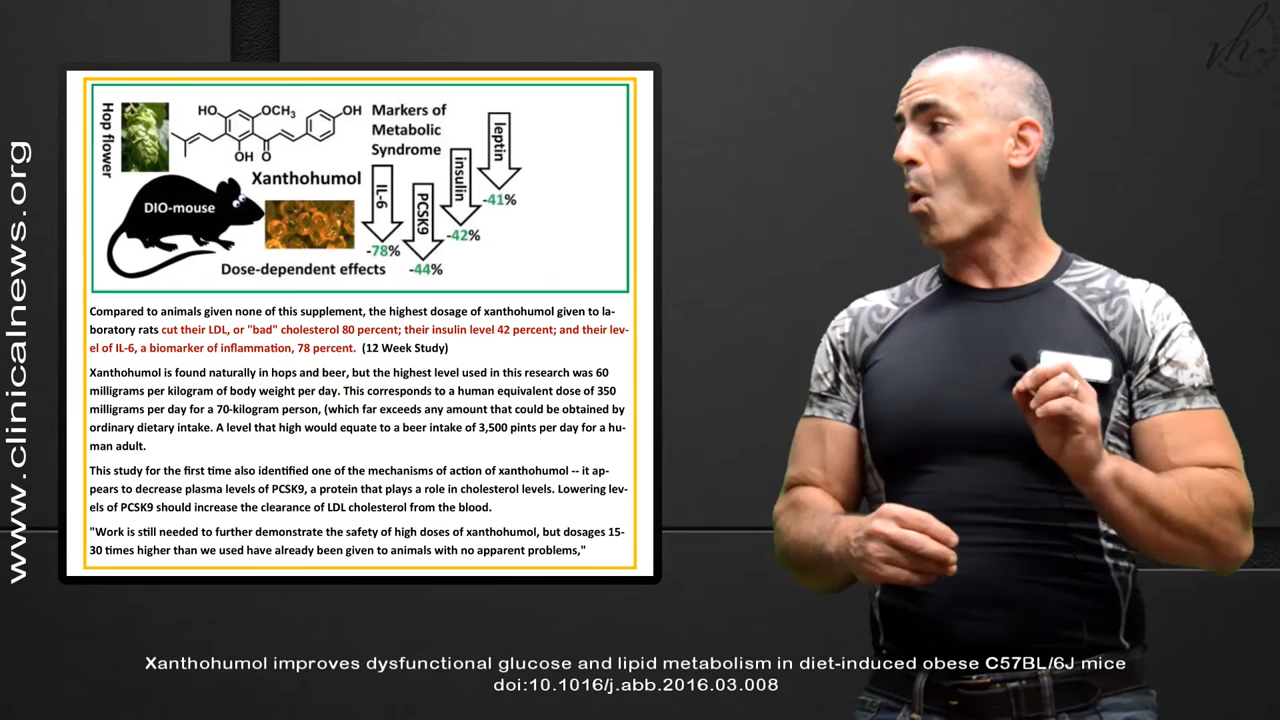 www.clinicalnews.org
Hop flower
HO
OCH3
OH
OH
O
Markers of
Metabolic
Syndrome
Xanthohumol
DIO-mouse
IL-6
PCSK9
insulin
leptin
-78%
-44%
-42%
-41%
Dose-dependent effects
Compared to animals given none of this supplement, the highest dosage of xanthohumol given to la-
boratory rats cut their LDL, or "bad" cholesterol 80 percent; their insulin level 42 percent; and their lev-
el of IL-6, a biomarker of inflammation, 78 percent. (12 Week Study)
Xanthohumol is found naturally in hops and beer, but the highest level used in this research was 60
milligrams per kilogram of body weight per day. This corresponds to a human equivalent dose of 350
milligrams per day for a 70-kilogram person, (which far exceeds any amount that could be obtained by
ordinary dietary intake. A level that high would equate to a beer intake of 3,500 pints per day for a hu-
man adult.
This study for the first time also identified one of the mechanisms of action of xanthohumol -- it ap-
pears to decrease plasma levels of PCSK9, a protein that plays a role in cholesterol levels. Lowering lev-
els of PCSK9 should increase the clearance of LDL cholesterol from the blood.
"Work is still needed to further demonstrate the safety of high doses of xanthohumol, but dosages 15-
30 times higher than we used have already been given to animals with no apparent problems,"
Xanthohumol improves dysfunctional glucose and lipid metabolism in diet-induced obese C57BL/6J mice
doi:10.1016/j.abb.2016.03.008